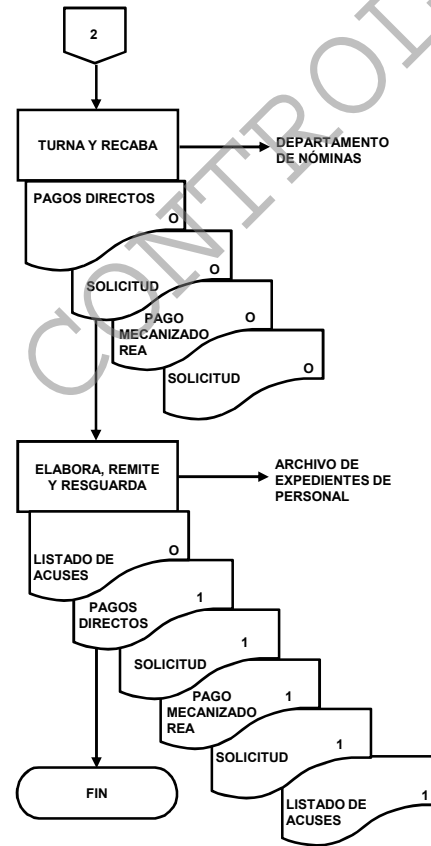 2
TURNA Y RECABA
DEPARTAMENTO
DE NÓMINAS
PAGOS DIRECTOS
O
SOLICITUD
O
PAGO
MECANIZADO
REA
O
SOLICITUD
O
ELABORA, REMITE
Y RESGUARDA
ARCHIVO DE
EXPEDIENTES DE
PERSONAL
LISTADO DE
ACUSES
O
PAGOS
DIRECTOS
1
SOLICITUD
1
PAGO
MECANIZADO
REA
1
SOLICITUD
1
LISTADO DE
ACUSES
1
FIN
CONTROL